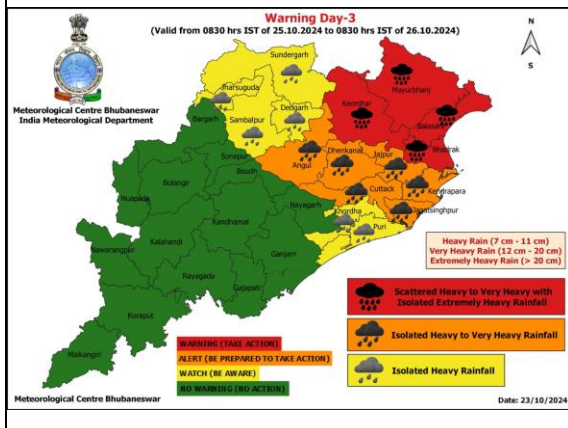 Warning Day-3
(Valid from 0830 hrs IST of 25.10.2024 to 0830 hrs IST of 26.10.2024)
N
S
Meteorological Centre Bhubaneswar
India Meteorological Department
Sundergarh
Jharsuguda
Mayurbhanj
Keonjhar
Balasore
Bargarh
Sambalpur
Deogarh
Bhadrak
Sonepur
Angul
Dhenkanal
Jajpur
Boudh
Kendrapara
Nuapada
Bolangir
Cuttack
Jagatsinghpur
Nayagarh
Khordha
Kandhamal
Puri
Kalahandi
Nawarangpur
Ganjam
Rayagada
Gajapati
Koraput
Malkangiri
Heavy Rain (7 cm - 11 cm)
Very Heavy Rain (12 cm - 20 cm)
Extremely Heavy Rain (> 20 cm)
Scattered Heavy to Very Heavy with
Isolated Extremely Heavy Rainfall
Isolated Heavy to Very Heavy Rainfall
Isolated Heavy Rainfall
WARNING (TAKE ACTION)
ALERT (BE PREPARED TO TAKE ACTION)
WATCH (BE AWARE)
NO WARNING (NO ACTION)
Meteorological Centre Bhubaneswar
Date: 23/10/2024